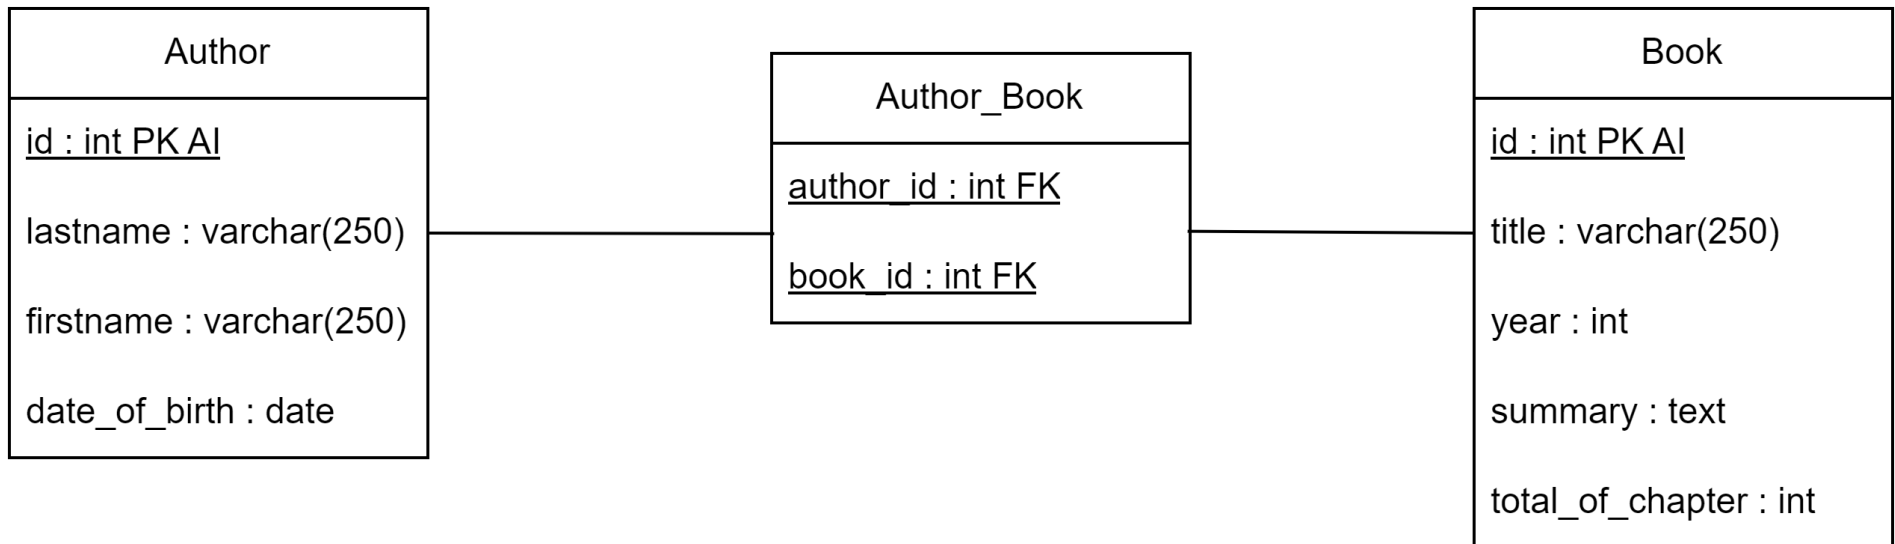 Author
id : int PK AI
lastname : varchar(250)
firstname : varchar(250)
date_of_birth : date
Author_Book
author_id : int FK
book_id : int FK
Book
id : int PK AI
title : varchar(250)
year : int
summary : text
total_of_chapter : int